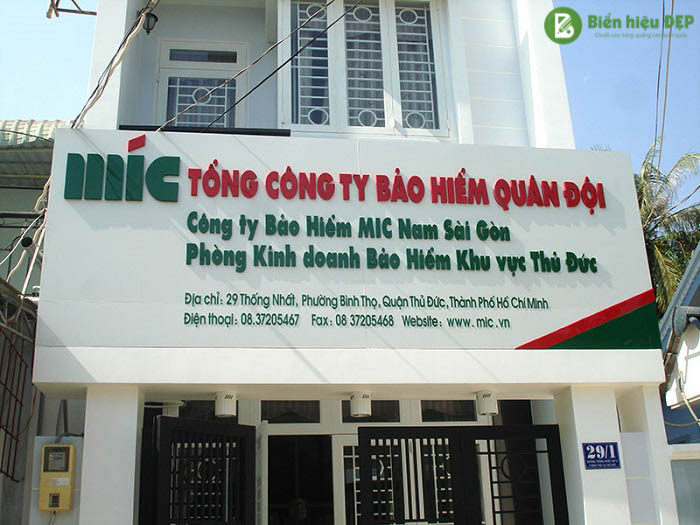 Biển hiệu ĐẸP
mic TỔNG CÔNG TY BẢO HIỂM QUÂN ĐỘI
Công ty Bảo Hiểm MIC Nam Sài Gòn
Phòng Kinh doanh Bảo Hiểm Khu vực Thủ Đức
Địa chỉ: 29 Thống Nhất, Phường Bình Thọ, Quận Thủ Đức, Thành Phố Hồ Chí Minh
Điện thoại: 08.37205467 Fax: 08 37205468 Website: www.mic.vn
29/1